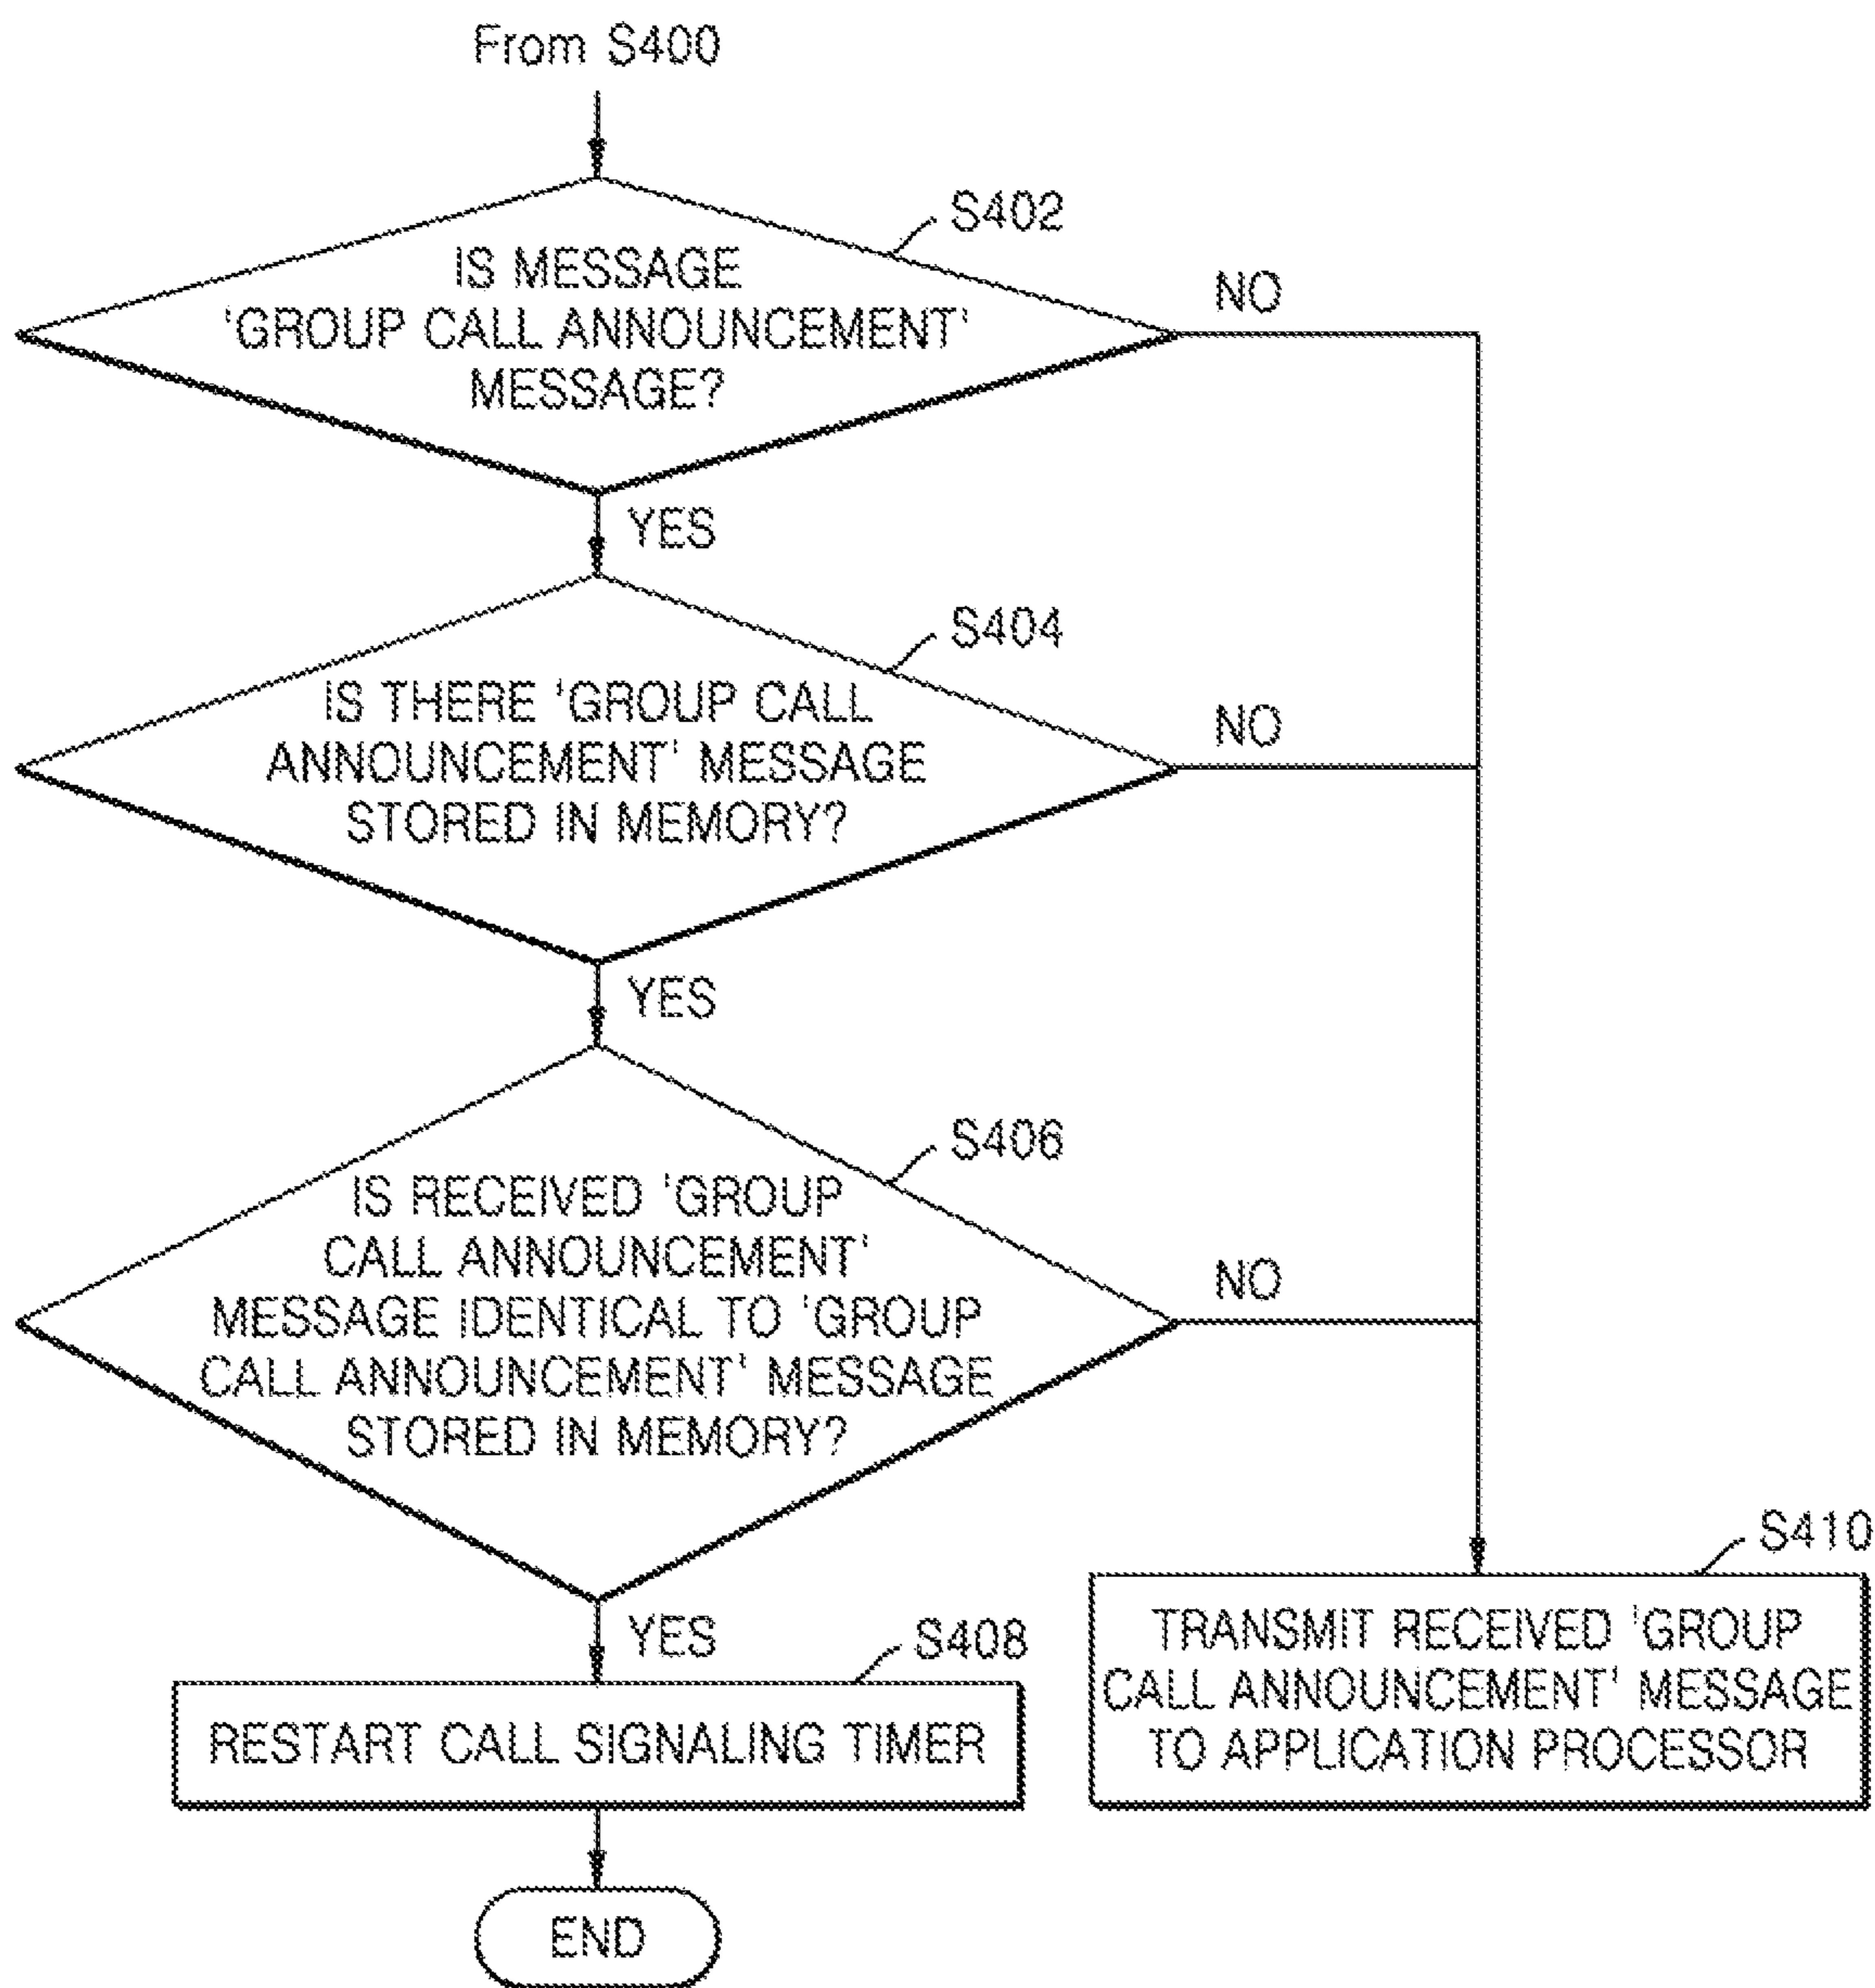 From S400
S402
IS MESSAGE
'GROUP CALL ANNOUNCEMENT'
MESSAGE?
NO
YES
S404
IS THERE 'GROUP CALL
ANNOUNCEMENT' MESSAGE
STORED IN MEMORY?
NO
YES
S406
IS RECEIVED 'GROUP
CALL ANNOUNCEMENT'
MESSAGE IDENTICAL TO 'GROUP
CALL ANNOUNCEMENT' MESSAGE
STORED IN MEMORY?
NO
YES
S408
RESTART CALL SIGNALING TIMER
S410
TRANSMIT RECEIVED 'GROUP
CALL ANNOUNCEMENT' MESSAGE
TO APPLICATION PROCESSOR
END